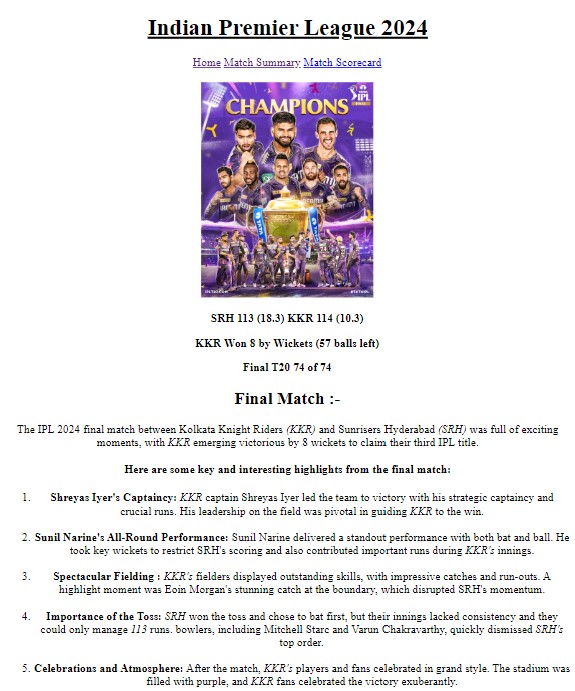 Indian Premier League 2024
Home Match Summary Match Scorecard
IPL
CHAMPIONS
SRH 113 (18.3) KKR 114 (10.3)
KKR Won 8 by Wickets (57 balls left)
Final T20 74 of 74
Final Match :-
The IPL 2024 final match between Kolkata Knight Riders (KKR) and Sunrisers Hyderabad (SRH) was full of exciting
moments, with KKR emerging victorious by 8 wickets to claim their third IPL title.
Here are some key and interesting highlights from the final match:
1. Shreyas Iyer's Captaincy: KKR captain Shreyas Iyer led the team to victory with his strategic captaincy and
crucial runs. His leadership on the field was pivotal in guiding KKR to the win.
2. Sunil Narine's All-Round Performance: Sunil Narine delivered a standout performance with both bat and ball. He
took key wickets to restrict SRH's scoring and also contributed important runs during KKR's innings.
3. Spectacular Fielding : KKR's fielders displayed outstanding skills, with impressive catches and run-outs. A
highlight moment was Eoin Morgan's stunning catch at the boundary, which disrupted SRH's momentum.
4. Importance of the Toss: SRH won the toss and chose to bat first, but their innings lacked consistency and they
could only manage 113 runs. bowlers, including Mitchell Starc and Varun Chakravarthy, quickly dismissed SRH's
top order.
5. Celebrations and Atmosphere: After the match, KKR's players and fans celebrated in grand style. The stadium was
filled with purple, and KKR fans celebrated the victory exuberantly.